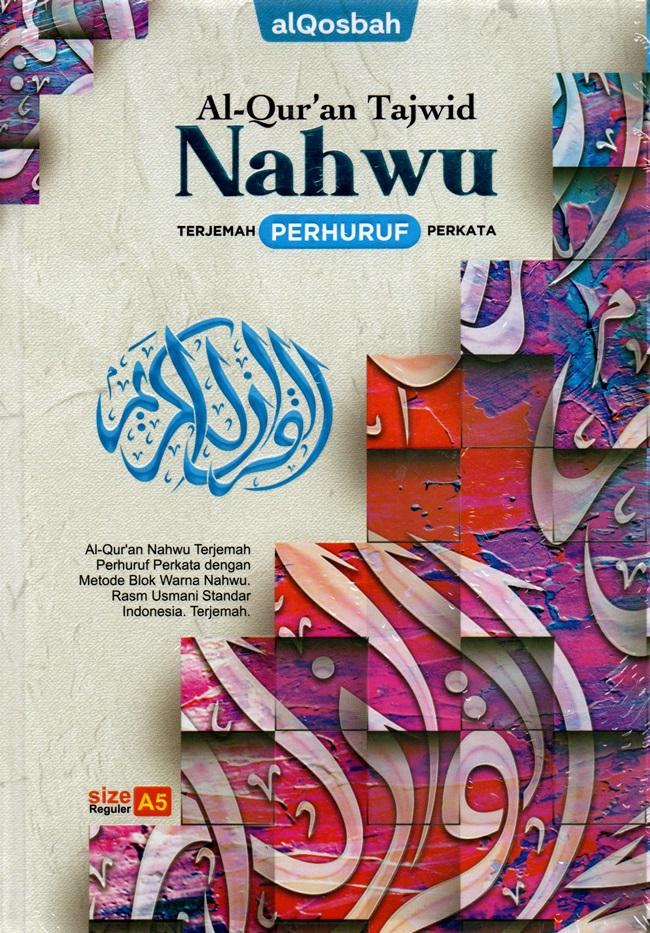 alQosbah
Al-Qur'an Tajwid
Nahwu
TERJEMAH PERHURUF PERKATA
القرآن الكريم
Al-Qur'an Nahwu Terjemah
Perhuruf Perkata dengan
Metode Blok Warna Nahwu.
Rasm Usmani Standar
Indonesia. Terjemah.
size
Reguler A5